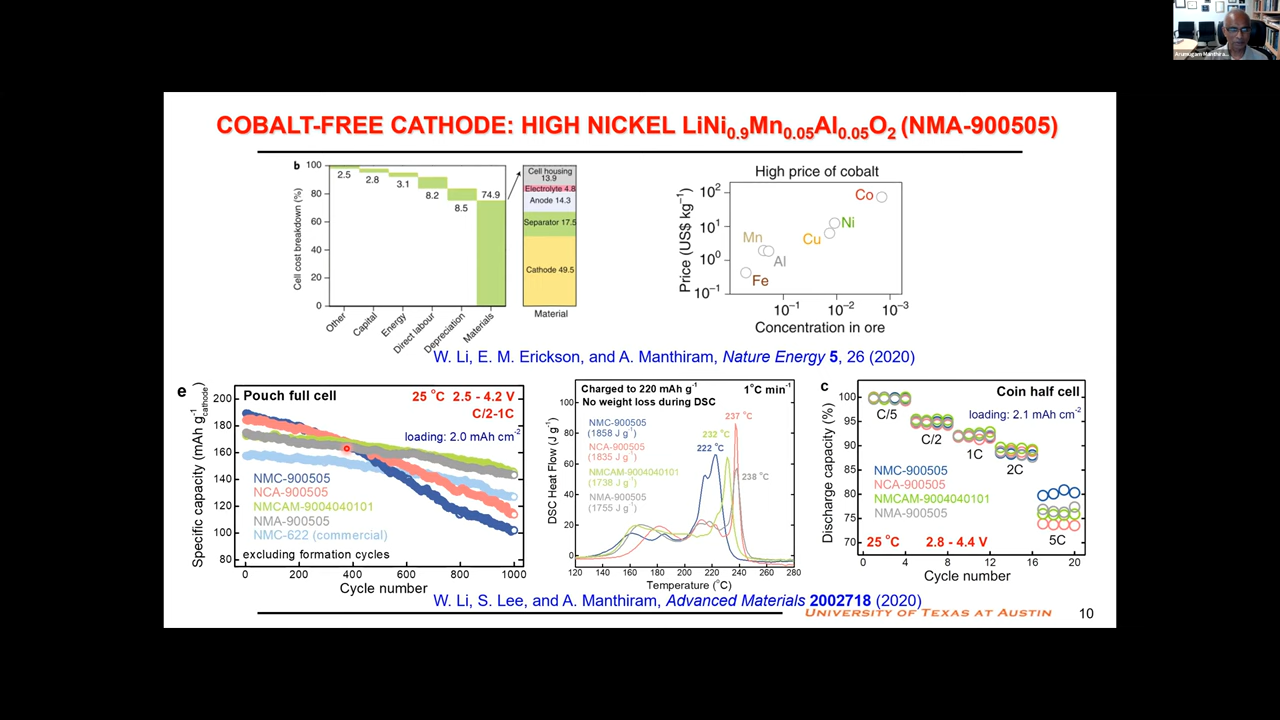 Arumugam Manthira...
COBALT-FREE CATHODE: HIGH NICKEL LiNi0.9Mn0.05Al0.05O2 (NMA-900505)
b
Cell cost breakdown (%)
100
80
60
40
20
0
2.5
2.8
3.1
8.2
8.5
74.9
Other
Capital
Energy
Direct labour
Depreciation
Materials
Cell housing
13.9
Electrolyte 4.8
Anode 14.3
Separator 17.5
Cathode 49.5
Material
High price of cobalt
Price (US$ kg⁻¹)
10²
10¹
10⁰
10⁻¹
Co
Ni
Cu
Mn
Al
Fe
10⁻¹
10⁻²
10⁻³
Concentration in ore
W. Li, E. M. Erickson, and A. Manthiram, Nature Energy 5, 26 (2020)
e
Specific capacity (mAh g⁻¹cathode)
200
180
160
140
120
100
80
Pouch full cell
25 °C 2.5 - 4.2 V
C/2-1C
loading: 2.0 mAh cm⁻²
NMC-900505
NCA-900505
NMCAM-9004040101
NMA-900505
NMC-622 (commercial)
excluding formation cycles
0
200
400
600
800
1000
Cycle number
DSC Heat Flow (J g⁻¹)
100
80
60
40
20
0
Charged to 220 mAh g⁻¹
1°C min⁻¹
No weight loss during DSC
237 °C
NMC-900505
(1858 J g⁻¹)
232 °C
222 °C
NCA-900505
(1835 J g⁻¹)
NMCAM-9004040101
(1738 J g⁻¹)
238 °C
NMA-900505
(1755 J g⁻¹)
120
140
160
180
200
220
240
260
280
Temperature (°C)
c
Discharge capacity (%)
100
95
90
85
80
75
70
Coin half cell
loading: 2.1 mAh cm⁻²
C/5
C/2
1C
2C
5C
NMC-900505
NCA-900505
NMCAM-9004040101
NMA-900505
25 °C
2.8 - 4.4 V
0
4
8
12
16
20
Cycle number
W. Li, S. Lee, and A. Manthiram, Advanced Materials 2002718 (2020)
UNIVERSITY OF TEXAS AT AUSTIN
10